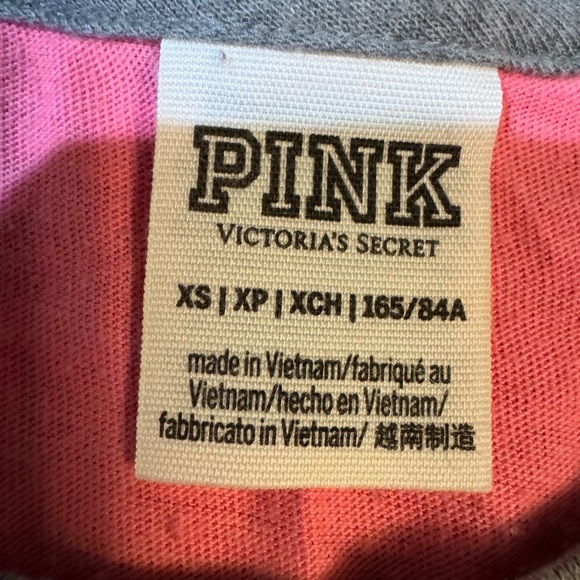 PINK
VICTORIA'S SECRET
XS | XP | XCH | 165/84A
made in Vietnam/fabriqué au
Vietnam/hecho en Vietnam/
fabbricato in Vietnam/ 越南制造